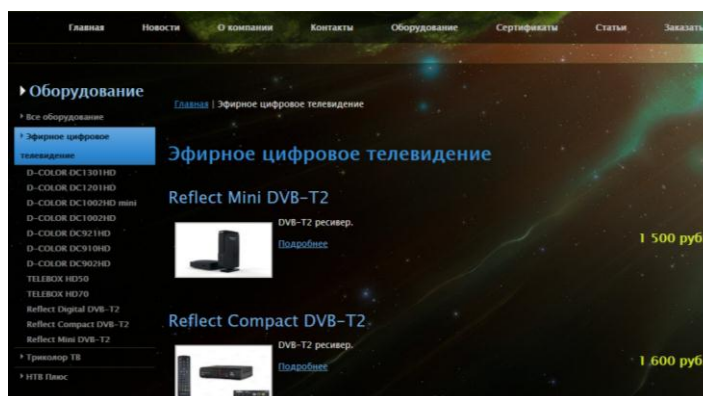 Главная Новости О компании Контакты Оборудование Сертификаты Статьи Заказать
Оборудование
Все оборудование
Эфирное цифровое
телевидение
D-COLOR DC1301HD
D-COLOR DC1201HD
D-COLOR DC1002HD mini
D-COLOR DC1002HD
D-COLOR DC921HD
D-COLOR DC910HD
D-COLOR DC902HD
TELEBOX HD50
TELEBOX HD70
Reflect Digital DVB-T2
Reflect Compact DVB-T2
Reflect Mini DVB-T2
Триколор ТВ
НТВ Плюс
Главная | Эфирное цифровое телевидение
Эфирное цифровое телевидение
Reflect Mini DVB-T2
DVB-T2 ресивер.
Подробнее
1 500 руб
Reflect Compact DVB-T2
DVB-T2 ресивер.
Подробнее
1 600 руб